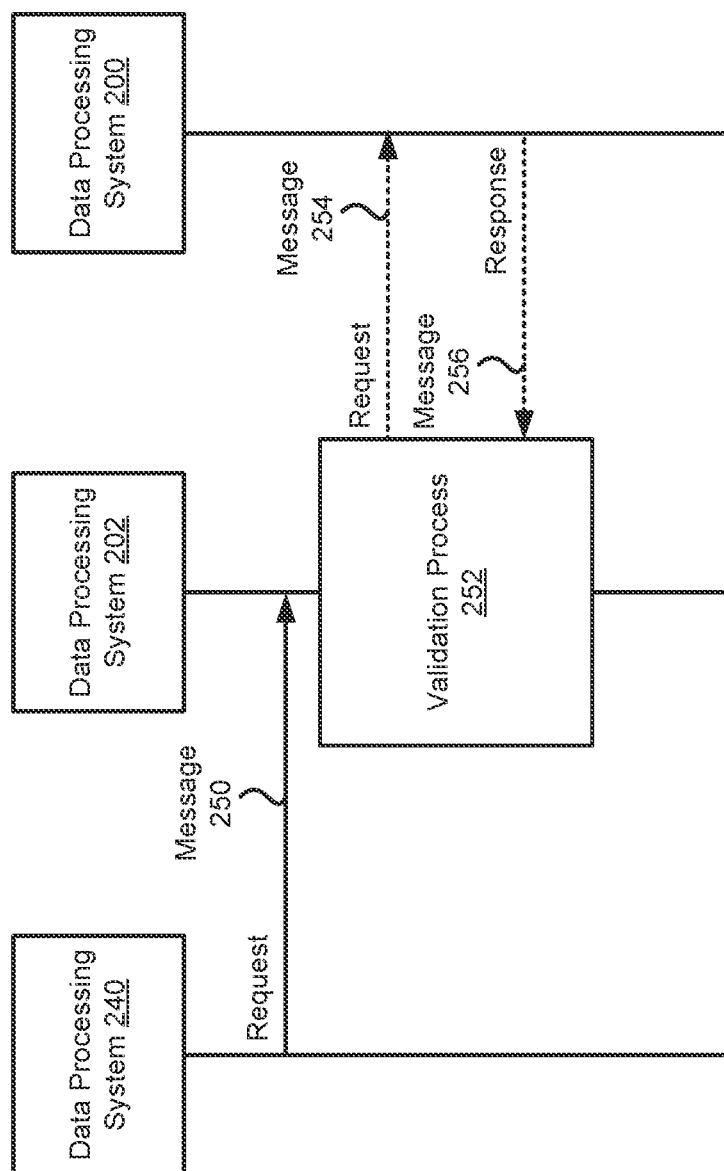 Data Processing
System 240
Data Processing
System 202
Data Processing
System 200
Message
250
Request
Message
254
Request
Message
256
Response
Validation Process
252